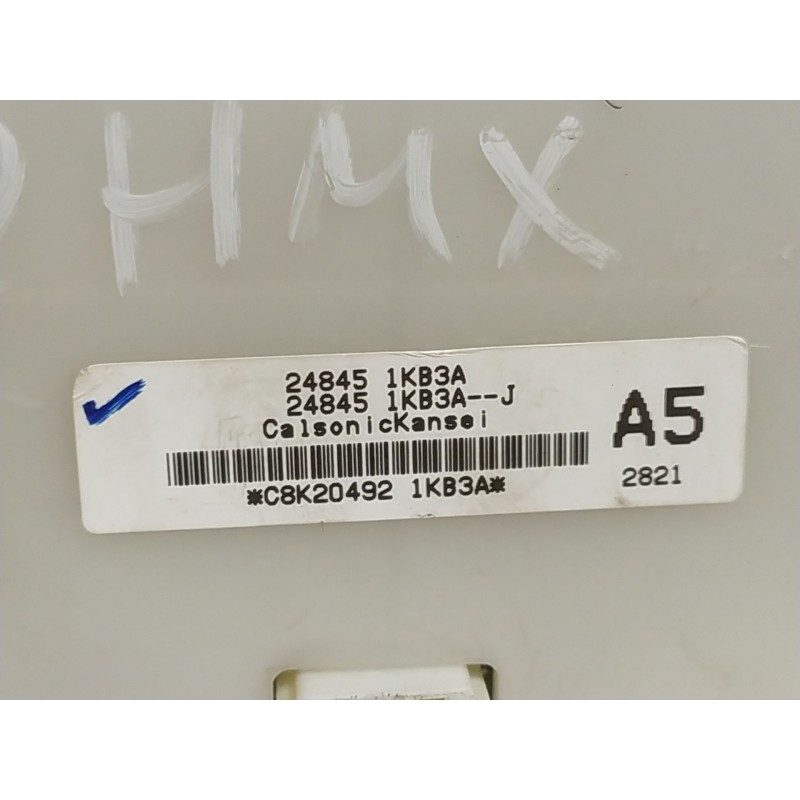 HMX
24845 1KB3A
24845 1KB3A--J
CalsonicKansei
*C8K20492 1KB3A*
A5
2821